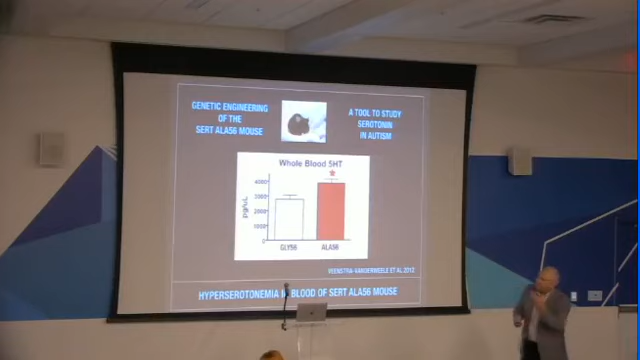 GENETIC ENGINEERING
OF THE
SERT ALA56 MOUSE
A TOOL TO STUDY
SEROTONIN
IN AUTISM
Whole Blood 5HT
pg/uL
4000
3000
2000
1000
0
GLY56
ALA56
VEENSTRA-VANDERWEELE ET AL 2012
HYPERSEROTONEMIA IN BLOOD OF SERT ALA56 MOUSE